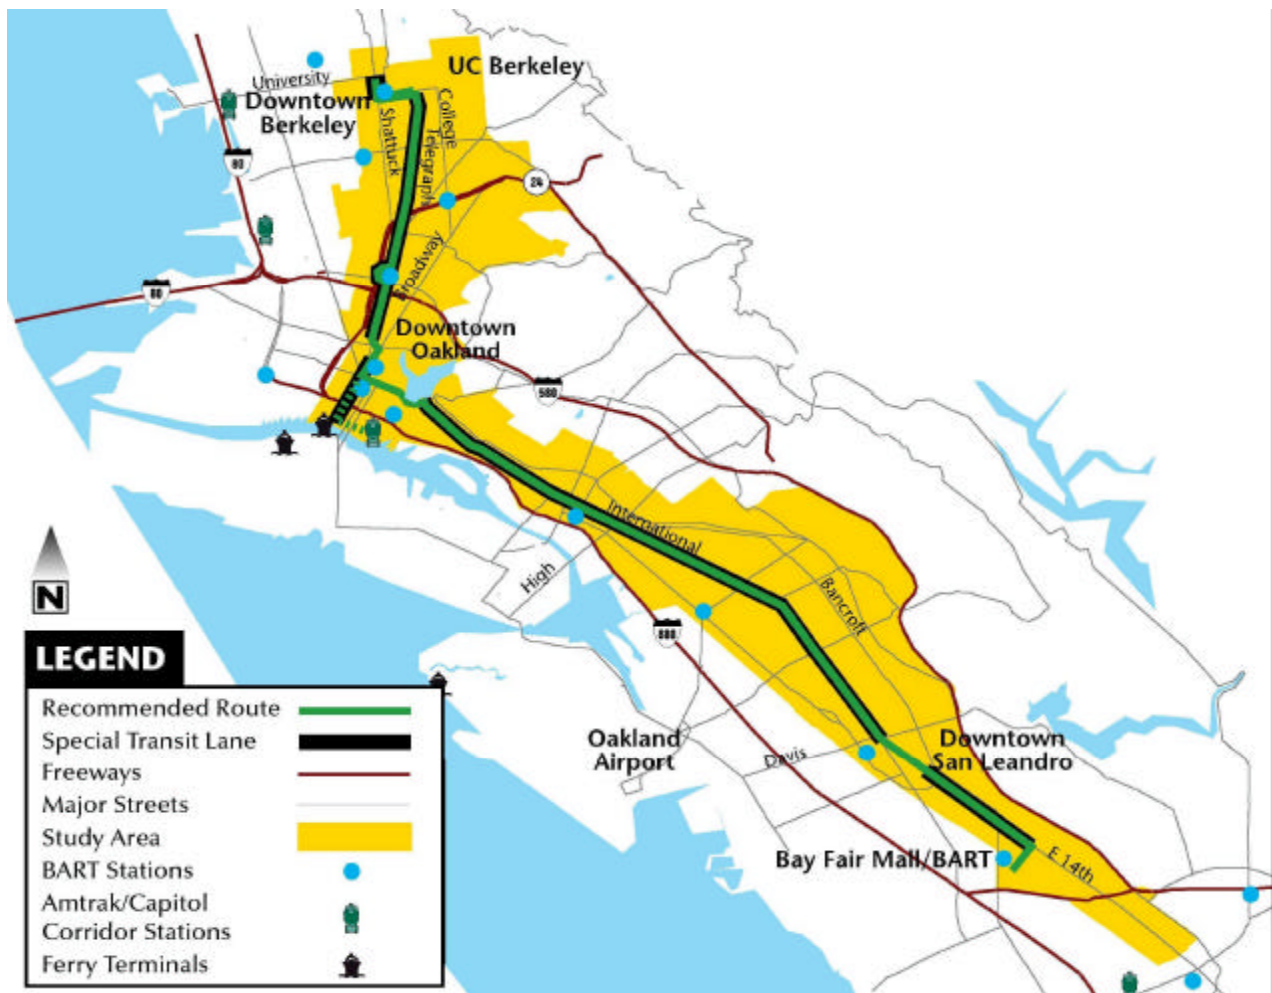 UC Berkeley
University
Downtown
Berkeley
College
Shattuck
Telegraph
80
24
Broadway
80
Downtown
Oakland
580
International
High
Bancroft
880
N
Oakland
Airport
Davis
Downtown
San Leandro
Bay Fair Mall/BART
E 14th
LEGEND
Recommended Route
Special Transit Lane
Freeways
Major Streets
Study Area
BART Stations
Amtrak/Capitol
Corridor Stations
Ferry Terminals